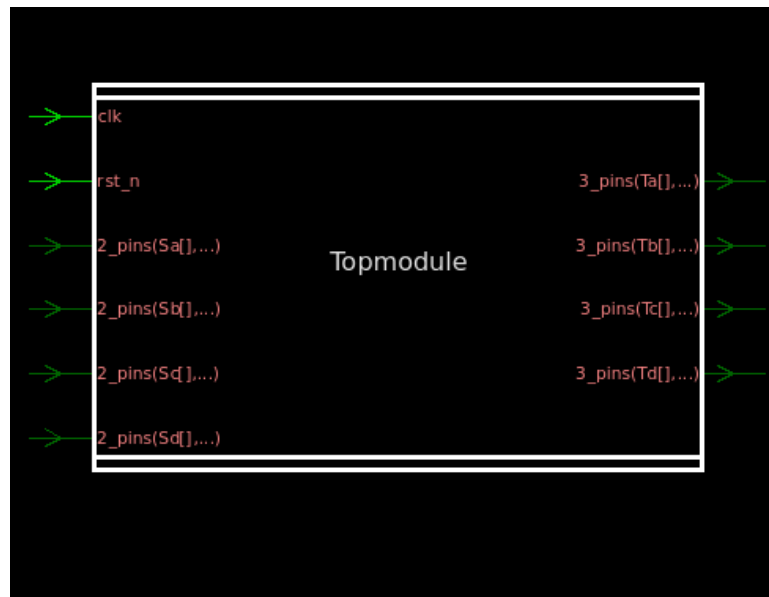 clk
rst_n
3_pins(Ta[],...)
2_pins(Sa[],...)
3_pins(Tb[],...)
Topmodule
2_pins(Sb[],...)
3_pins(Tc[],...)
2_pins(Sc[],...)
3_pins(Td[],...)
2_pins(Sd[],...)